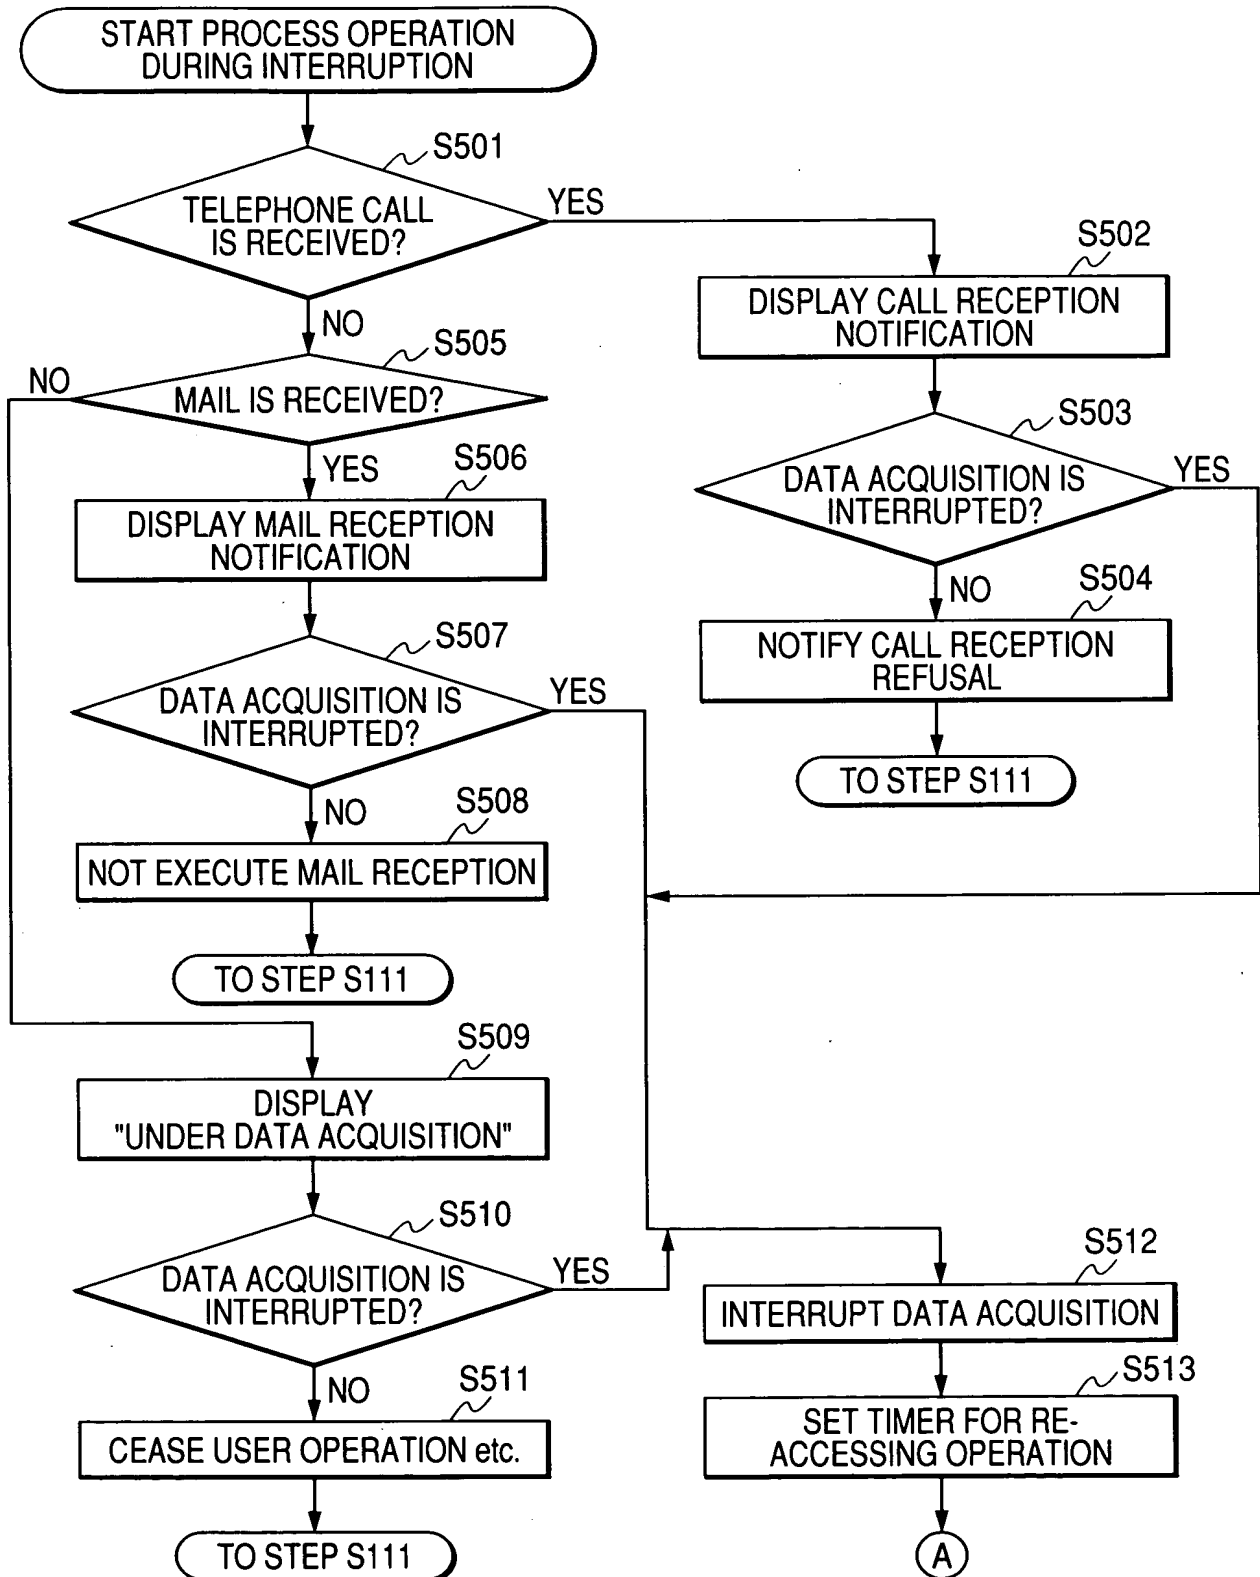 START PROCESS OPERATION
DURING INTERRUPTION
S501
TELEPHONE CALL
IS RECEIVED?
YES
NO
S502
DISPLAY CALL RECEPTION
NOTIFICATION
S503
DATA ACQUISITION IS
INTERRUPTED?
YES
NO
S504
NOTIFY CALL RECEPTION
REFUSAL
TO STEP S111
S505
MAIL IS RECEIVED?
NO
YES
S506
DISPLAY MAIL RECEPTION
NOTIFICATION
S507
DATA ACQUISITION IS
INTERRUPTED?
YES
NO
S508
NOT EXECUTE MAIL RECEPTION
TO STEP S111
S509
DISPLAY
"UNDER DATA ACQUISITION"
S510
DATA ACQUISITION IS
INTERRUPTED?
YES
NO
S511
CEASE USER OPERATION etc.
TO STEP S111
S512
INTERRUPT DATA ACQUISITION
S513
SET TIMER FOR RE-
ACCESSING OPERATION
A